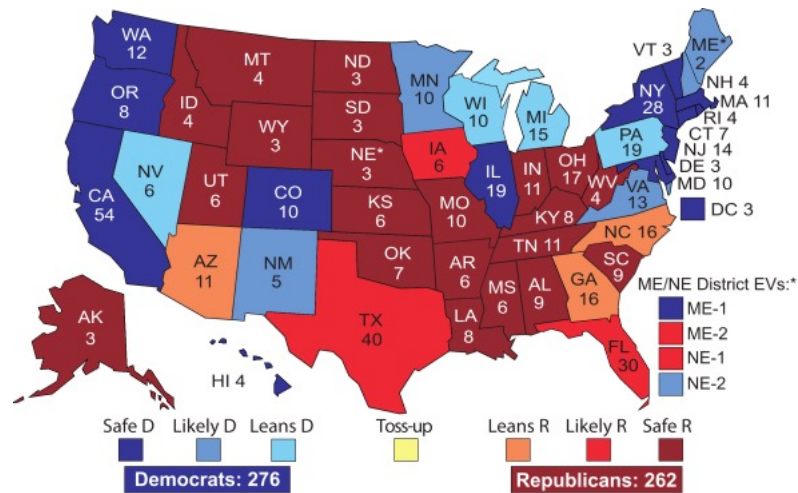 WA
12
OR
8
CA
54
NV
6
ID
4
MT
4
WY
3
UT
6
AZ
11
CO
10
NM
5
ND
3
SD
3
NE*
3
KS
6
OK
7
TX
40
MN
10
IA
6
MO
10
AR
6
LA
8
WI
10
IL
19
MI
15
IN
11
OH
17
KY 8
TN 11
MS
6
AL
9
GA
16
FL
30
SC
9
NC 16
VA
13
WV
4
PA
19
NY
28
VT 3
ME*
2
NH 4
MA 11
RI 4
CT 7
NJ 14
DE 3
MD 10
DC 3
AK
3
HI 4
ME/NE District EVs:*
ME-1
ME-2
NE-1
NE-2
Safe D
Likely D
Leans D
Toss-up
Leans R
Likely R
Safe R
Democrats: 276
Republicans: 262